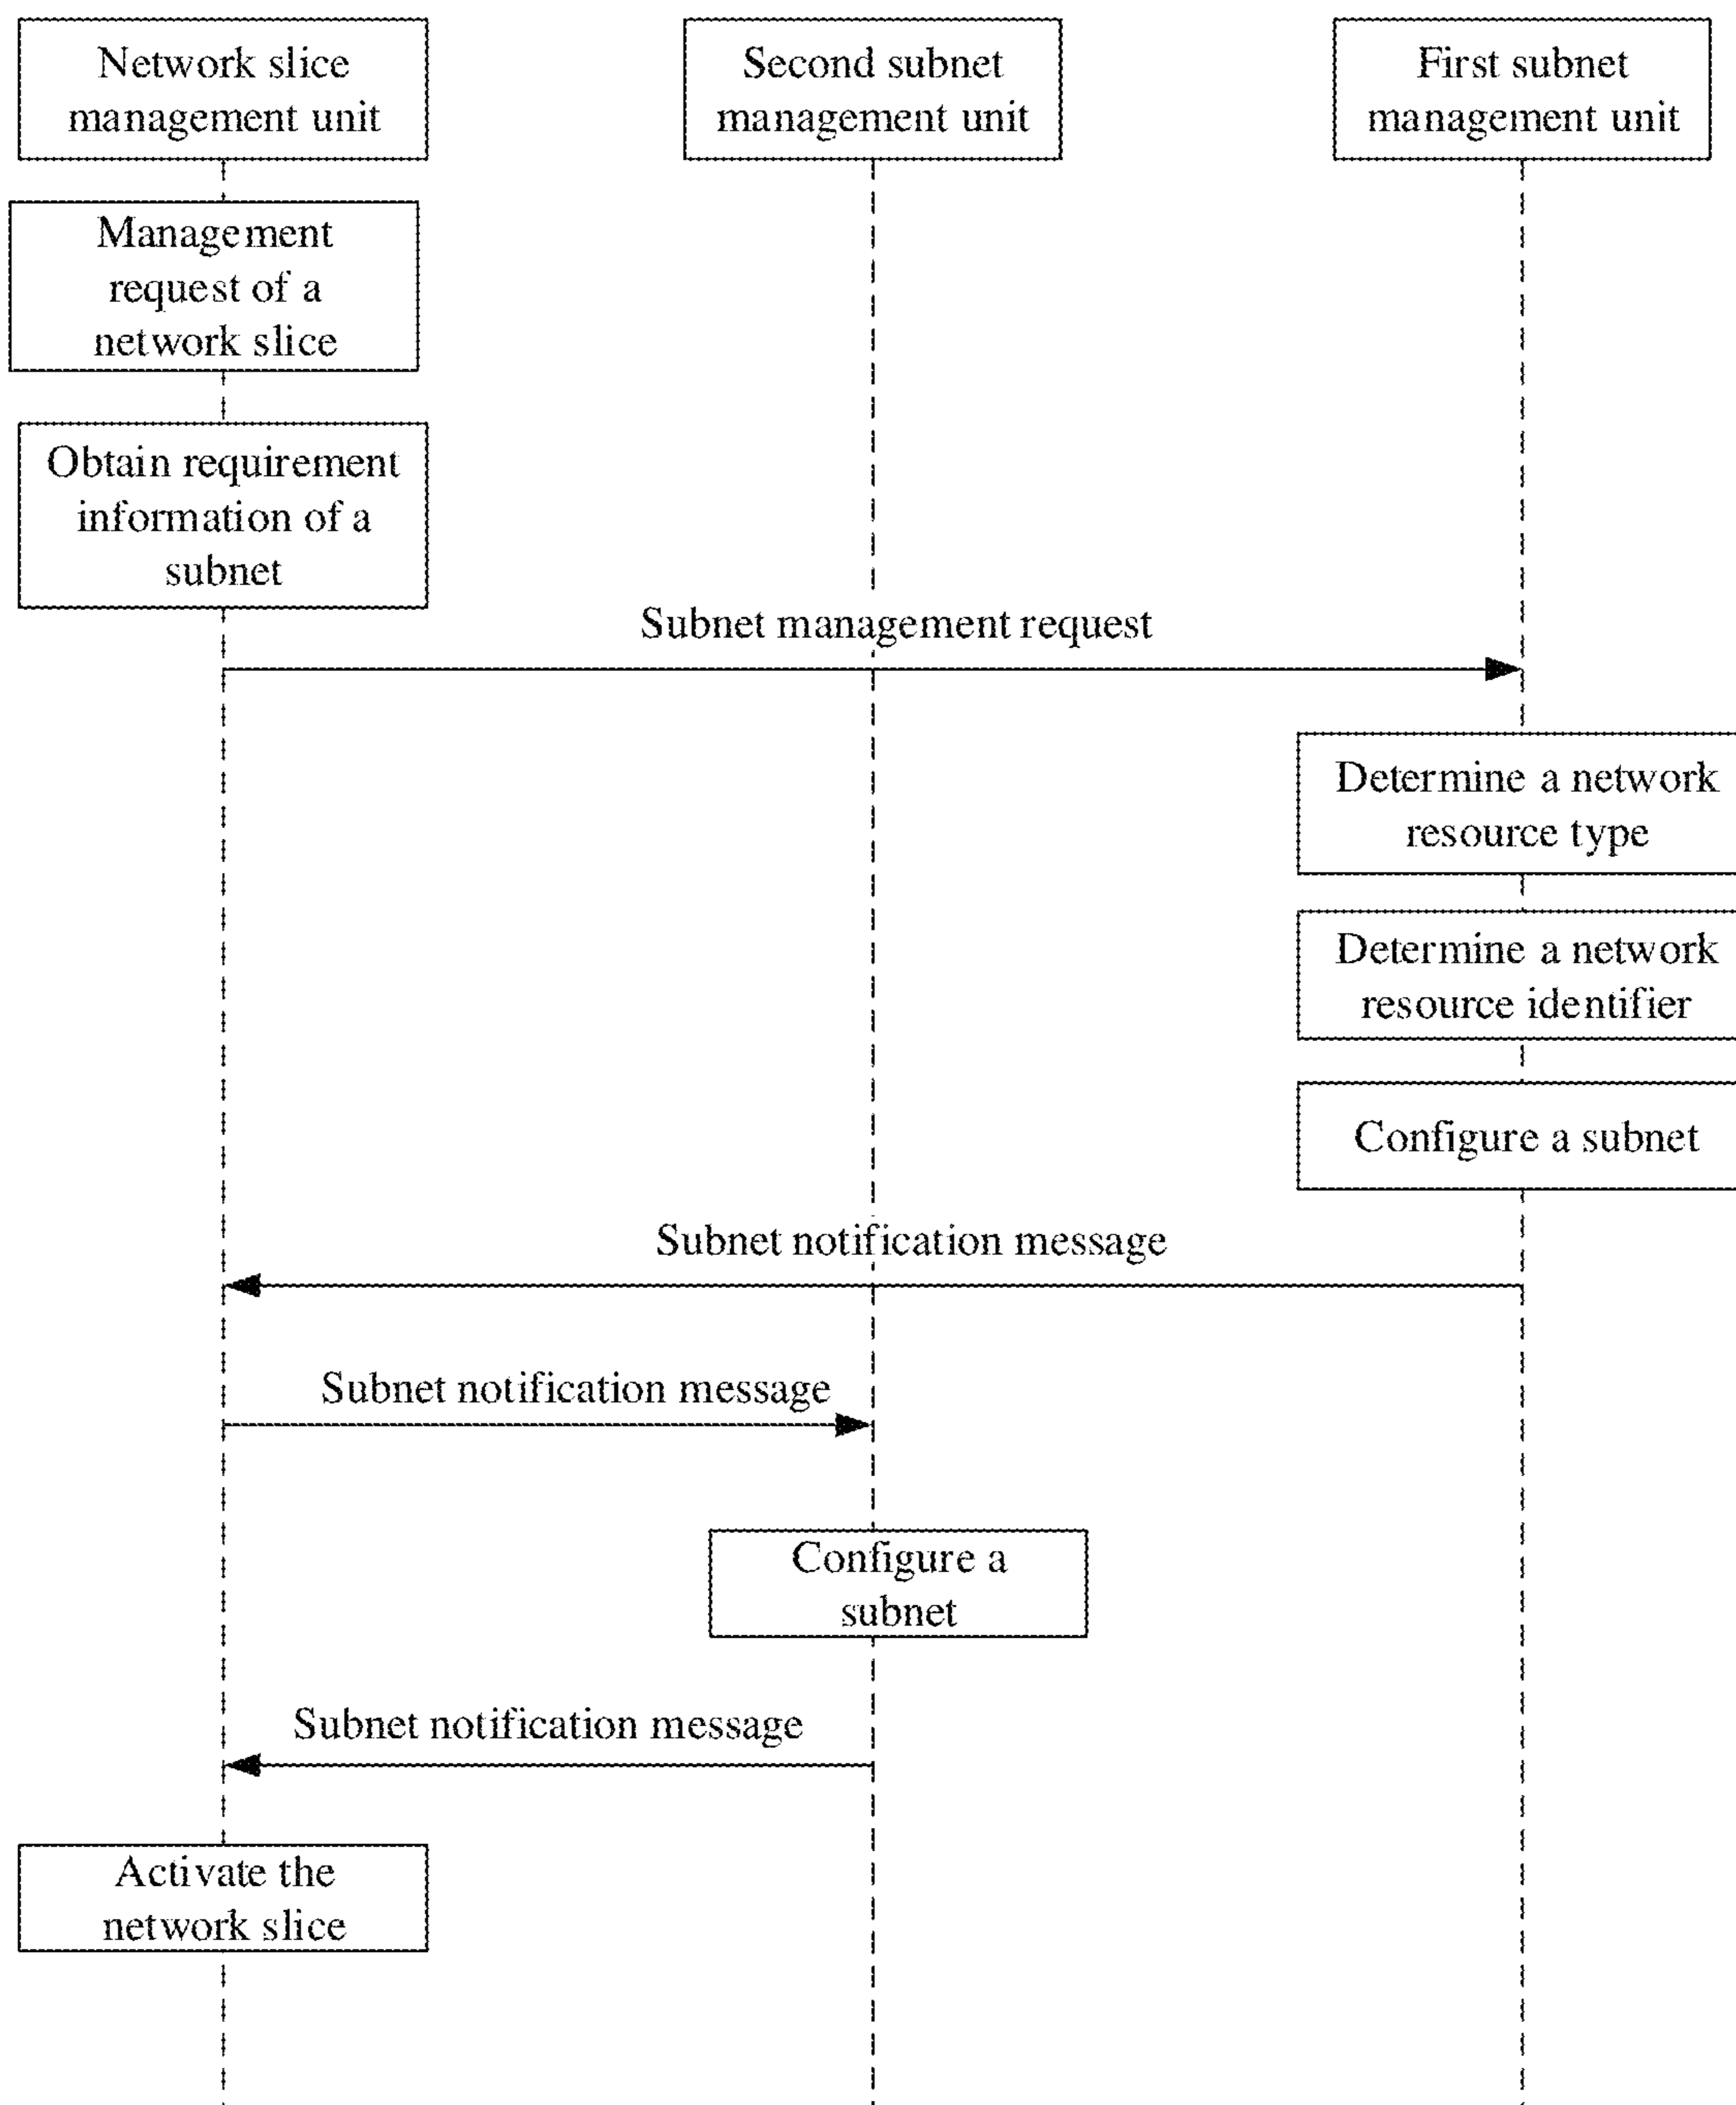 Network slice
management unit
Second subnet
management unit
First subnet
management unit
Management
request of a
network slice
Obtain requirement
information of a
subnet
Subnet management request
Determine a network
resource type
Determine a network
resource identifier
Configure a subnet
Subnet notification message
Subnet notification message
Configure a
subnet
Subnet notification message
Activate the
network slice